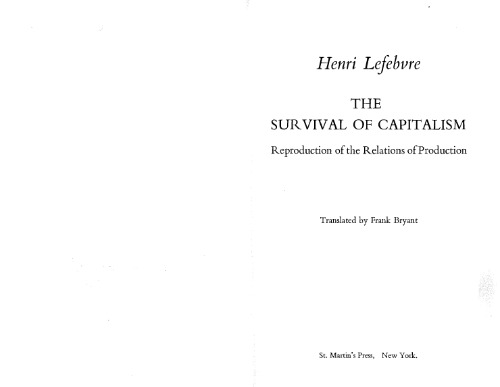 Henri Lefebvre
THE
SURVIVAL OF CAPITALISM
Reproduction of the Relations of Production
Translated by Frank Bryant
St. Martin's Press, New York.